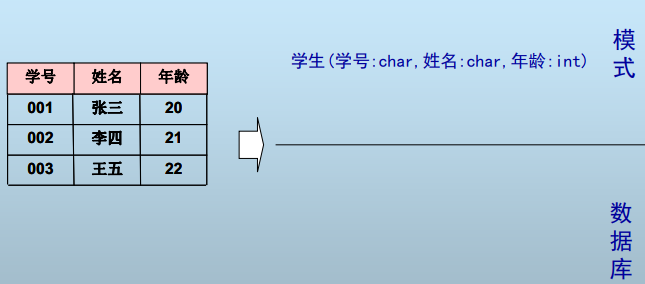 学号 姓名 年龄
001 张三 20
002 李四 21
003 王五 22
学生(学号:char,姓名:char,年龄:int)
模式
数据库